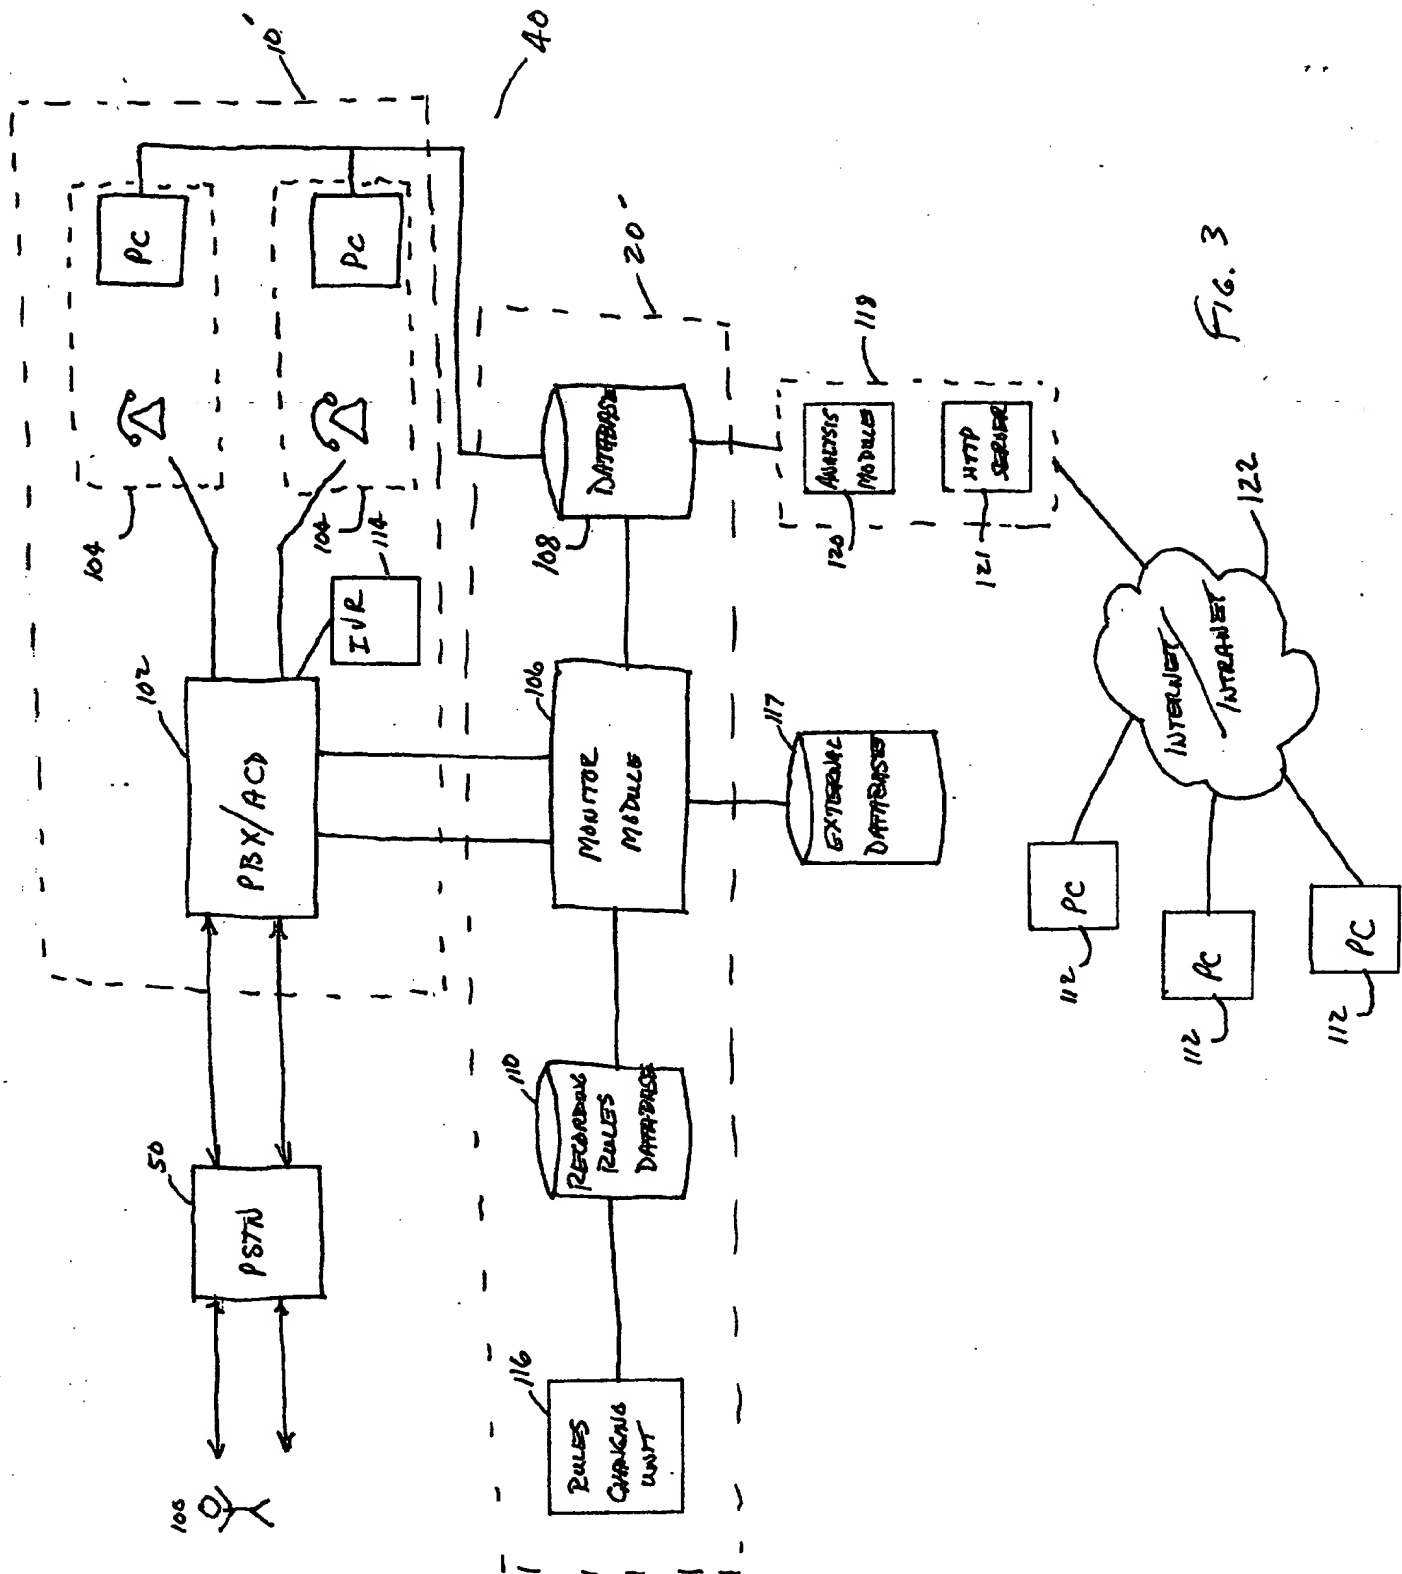 10'
40
PC
PC
104
104
114
IVR
102
PBX/ACD
50
PSTN
100
20'
DATABASE
108
106
MONITOR
MODULE
110
RECORDING
RULES
DATABASE
116
RULES
CHANGING
UNIT
118
ANALYSIS
MODULE
120
HTTP
SERVER
121
117
EXTERNAL
DATABASES
122
INTERNET
INTRANET
PC
112
PC
112
PC
112
FIG. 3